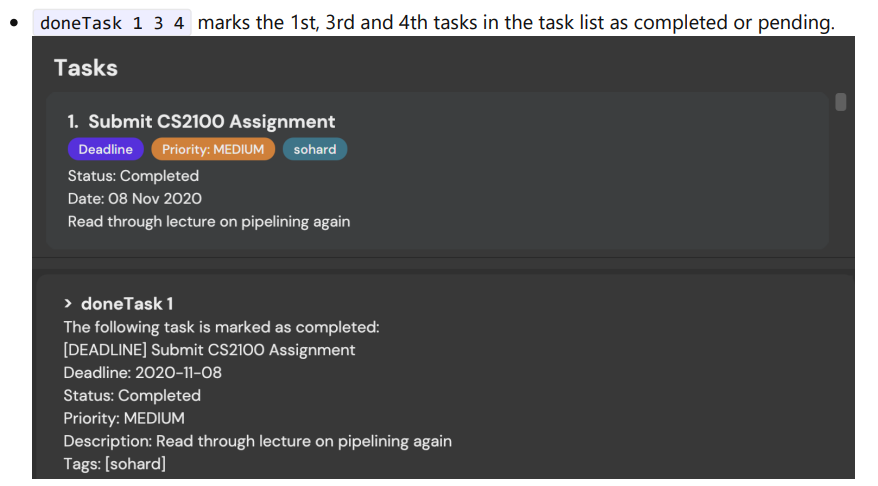 doneTask 1 3 4 marks the 1st, 3rd and 4th tasks in the task list as completed or pending.
Tasks
1. Submit CS2100 Assignment
Deadline Priority: MEDIUM sohard
Status: Completed
Date: 08 Nov 2020
Read through lecture on pipelining again
> doneTask 1
The following task is marked as completed:
[DEADLINE] Submit CS2100 Assignment
Deadline: 2020-11-08
Status: Completed
Priority: MEDIUM
Description: Read through lecture on pipelining again
Tags: [sohard]